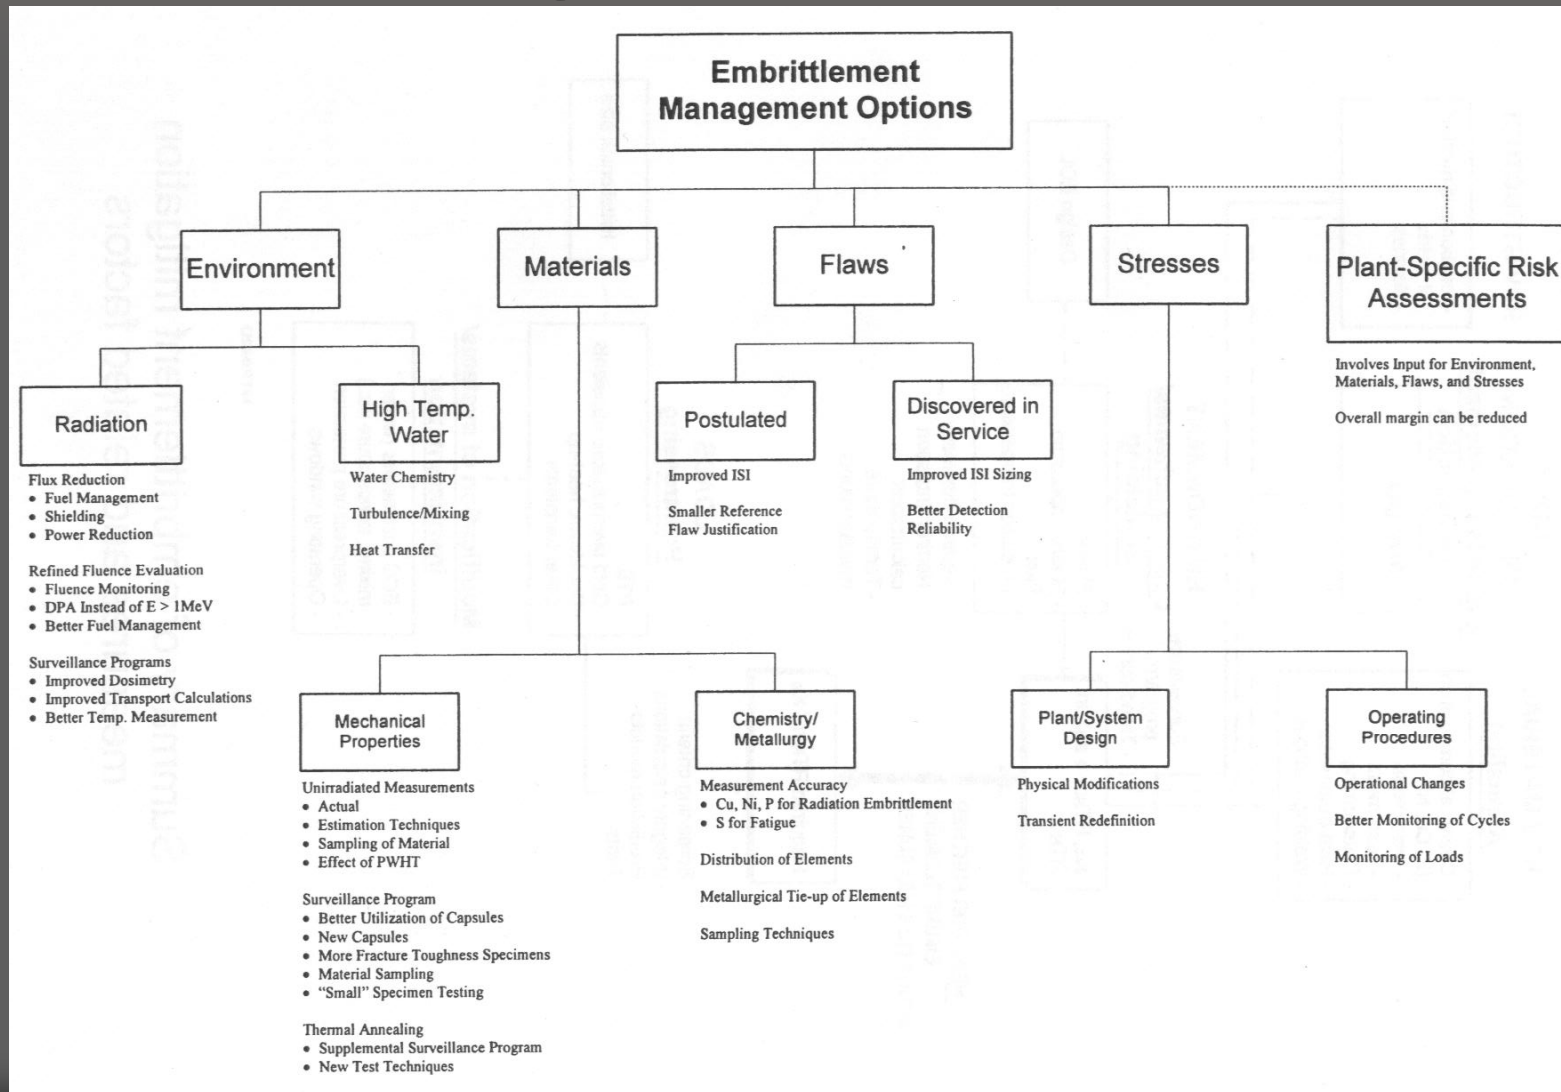 Embrittlement
Management Options
Environment
Materials
Flaws
Stresses
Plant-Specific Risk
Assessments
Involves Input for Environment,
Materials, Flaws, and Stresses
Overall margin can be reduced
Radiation
Flux Reduction
• Fuel Management
• Shielding
• Power Reduction
Refined Fluence Evaluation
• Fluence Monitoring
• DPA Instead of E > 1MeV
• Better Fuel Management
Surveillance Programs
• Improved Dosimetry
• Improved Transport Calculations
• Better Temp. Measurement
High Temp.
Water
Water Chemistry
Turbulence/Mixing
Heat Transfer
Postulated
Improved ISI
Smaller Reference
Flaw Justification
Discovered in
Service
Improved ISI Sizing
Better Detection
Reliability
Mechanical
Properties
Unirradiated Measurements
• Actual
• Estimation Techniques
• Sampling of Material
• Effect of PWHT
Surveillance Program
• Better Utilization of Capsules
• New Capsules
• More Fracture Toughness Specimens
• Material Sampling
• “Small” Specimen Testing
Thermal Annealing
• Supplemental Surveillance Program
• New Test Techniques
Chemistry/
Metallurgy
Measurement Accuracy
• Cu, Ni, P for Radiation Embrittlement
• S for Fatigue
Distribution of Elements
Metallurgical Tie-up of Elements
Sampling Techniques
Plant/System
Design
Physical Modifications
Transient Redefinition
Operating
Procedures
Operational Changes
Better Monitoring of Cycles
Monitoring of Loads